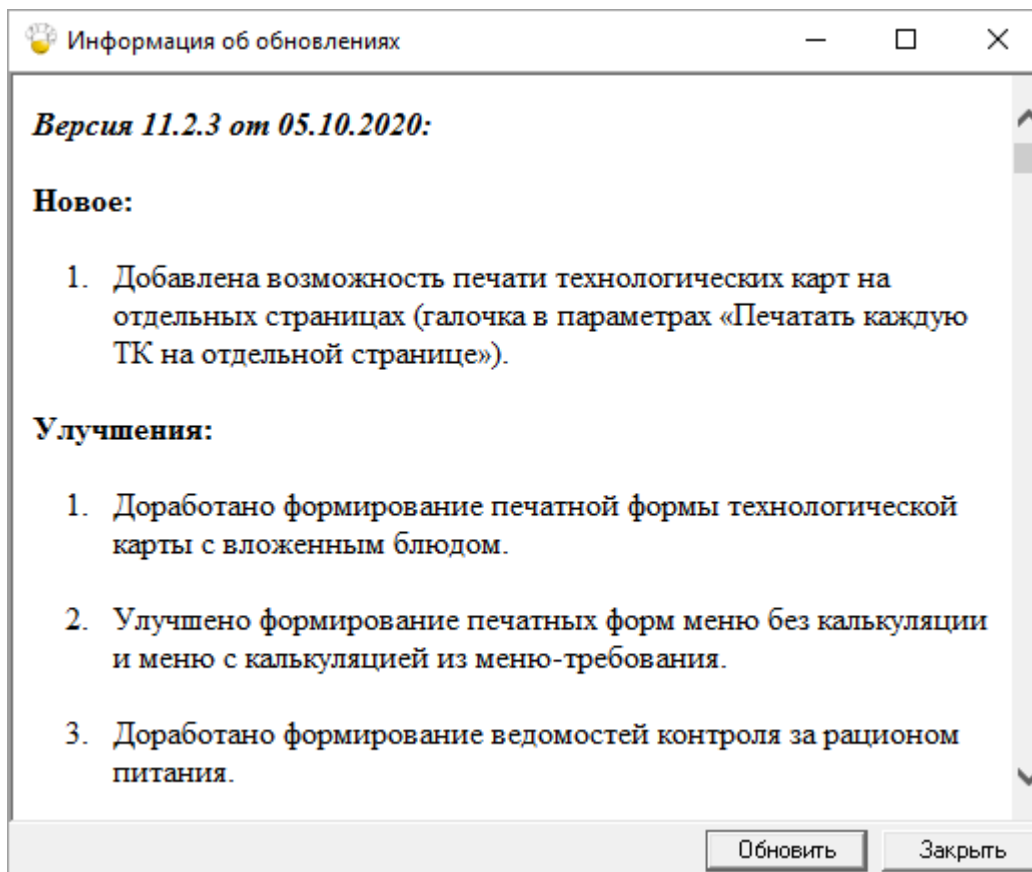 Информация об обновлениях
Версия 11.2.3 от 05.10.2020:
Новое:
1. Добавлена возможность печати технологических карт на
отдельных страницах (галочка в параметрах «Печатать каждую
ТК на отдельной странице»).
Улучшения:
1. Доработано формирование печатной формы технологической
карты с вложенным блюдом.
2. Улучшено формирование печатных форм меню без калькуляции
и меню с калькуляцией из меню-требования.
3. Доработано формирование ведомостей контроля за рационом
питания.
Обновить Закрыть